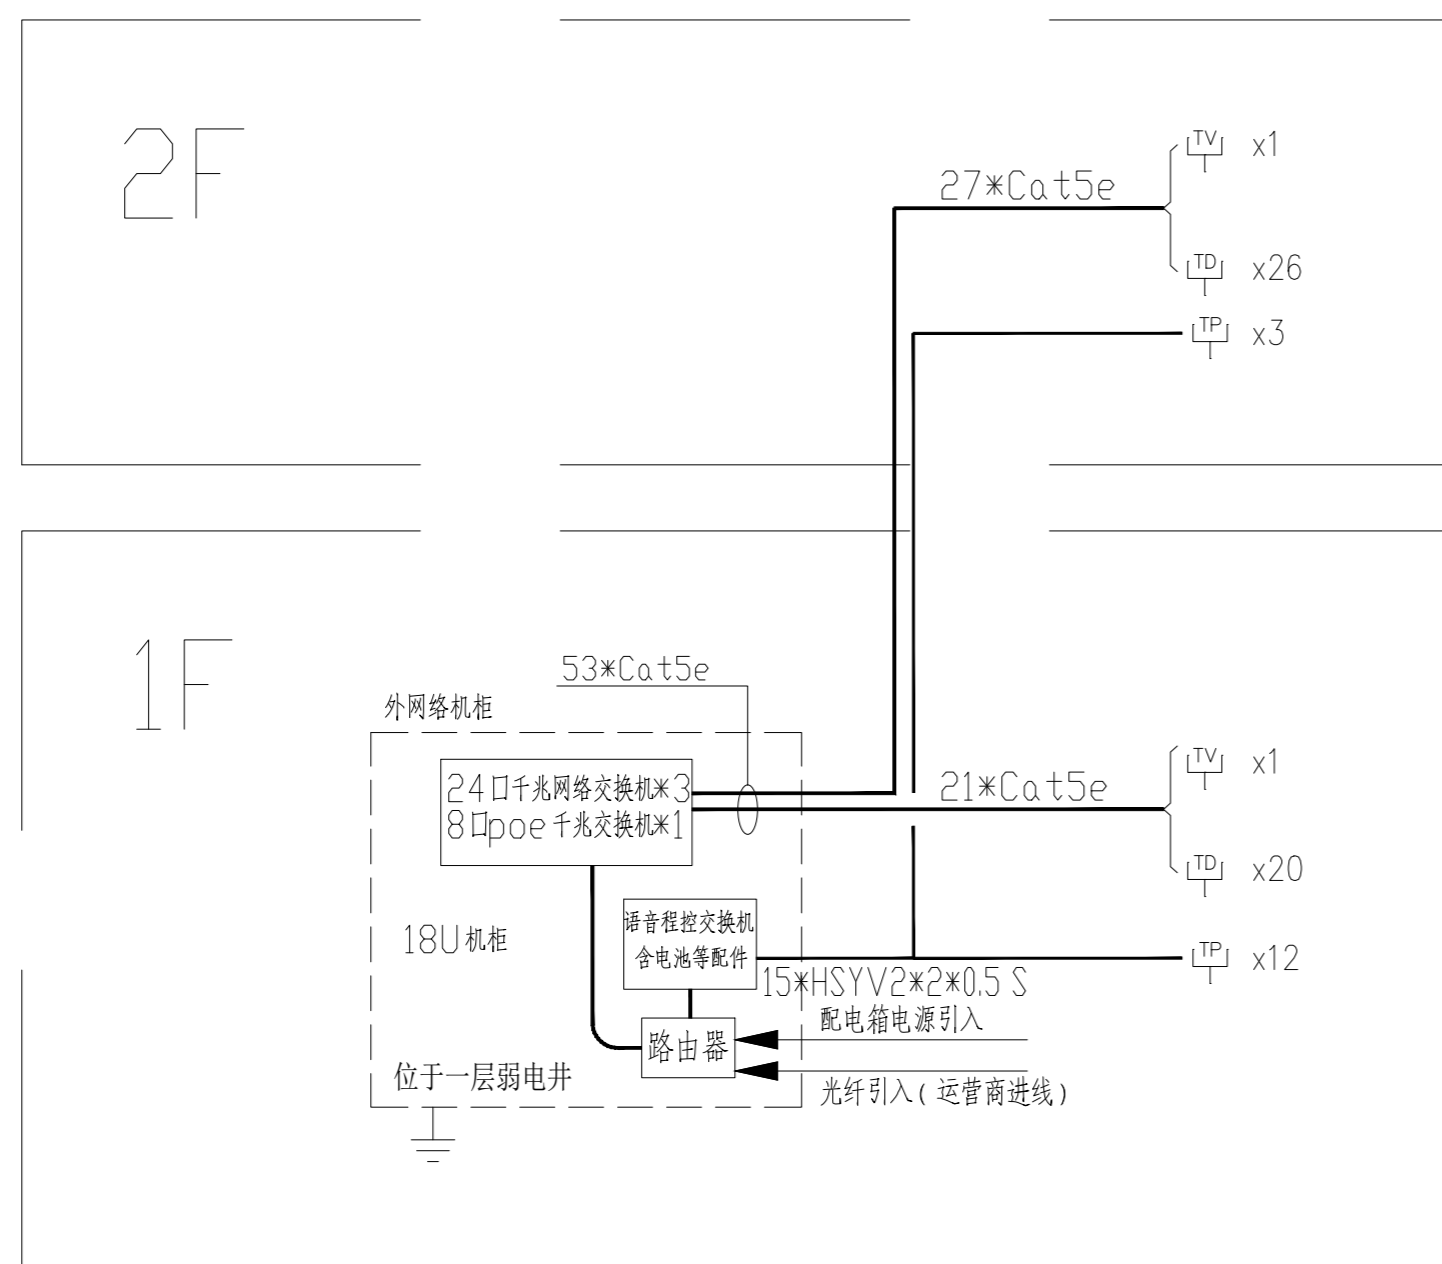 2F
TV x1
27*Cat5e
TD x26
TP x3
1F
53*Cat5e
外网络机柜
24口千兆网络交换机*3
8口poe千兆交换机*1
TV x1
21*Cat5e
TD x20
语音程控交换机
含电池等配件
18U机柜
TP x12
15*HSYV2*2*0.5 S
配电箱电源引入
路由器
位于一层弱电井
光纤引入(运营商进线)